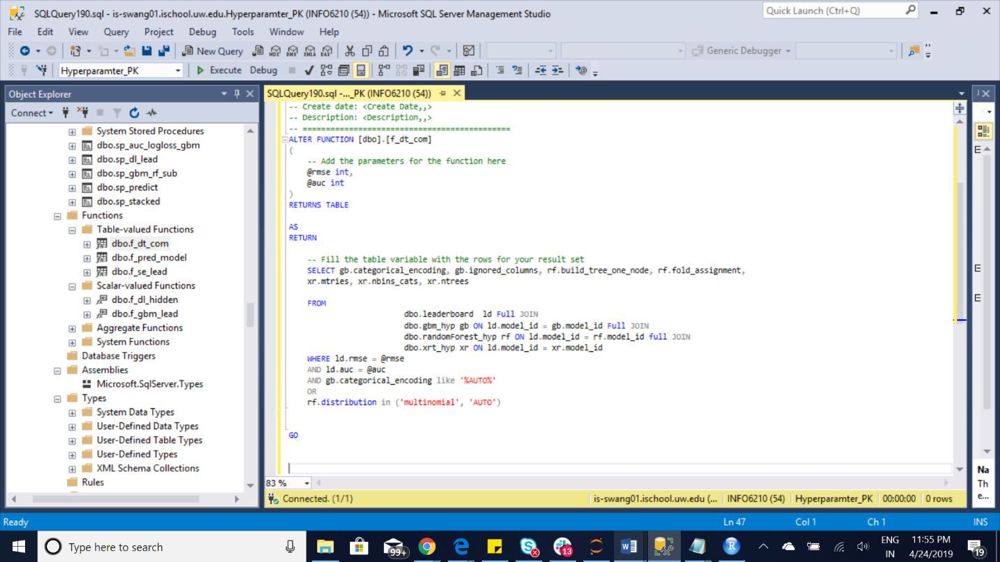 SQLQuery190.sql - is-swang01.ischool.uw.edu.Hyperparamter_PK (INFO6210 (54)) - Microsoft SQL Server Management Studio
Quick Launch (Ctrl+Q)
File Edit View Query Project Debug Tools Window Help
New Query MDX DMX XMLA DAX Generic Debugger
Hyperparamter_PK Execute Debug
Object Explorer
Connect
System Stored Procedures
dbo.sp_auc_logloss_gbm
dbo.sp_dl_lead
dbo.sp_gbm_rf_sub
dbo.sp_predict
dbo.sp_stacked
Functions
Table-valued Functions
dbo.f_dt_com
dbo.f_pred_model
dbo.f_se_lead
Scalar-valued Functions
dbo.f_dl_hidden
dbo.f_gbm_lead
Aggregate Functions
System Functions
Database Triggers
Assemblies
Microsoft.SqlServer.Types
Types
System Data Types
User-Defined Data Types
User-Defined Table Types
User-Defined Types
XML Schema Collections
Rules
SQLQuery190.sql -..._PK (INFO6210 (54))
-- Create date: <Create Date,,>
-- Description: <Description,,>
-- =============================================
ALTER FUNCTION [dbo].[f_dt_com]
(
-- Add the parameters for the function here
@rmse int,
@auc int
)
RETURNS TABLE
AS
RETURN
-- Fill the table variable with the rows for your result set
SELECT gb.categorical_encoding, gb.ignored_columns, rf.build_tree_one_node, rf.fold_assignment,
xr.mtries, xr.nbins_cats, xr.ntrees
FROM
dbo.leaderboard ld Full JOIN
dbo.gbm_hyp gb ON ld.model_id = gb.model_id Full JOIN
dbo.randomForest_hyp rf ON ld.model_id = rf.model_id full JOIN
dbo.xrt_hyp xr ON ld.model_id = xr.model_id
WHERE ld.rmse = @rmse
AND ld.auc = @auc
AND gb.categorical_encoding like '%AUTO%'
OR
rf.distribution in ('multinomial', 'AUTO')
GO
83 %
Connected. (1/1) is-swang01.ischool.uw.edu (... INFO6210 (54) Hyperparamter_PK 00:00:00 0 rows
Na
Th
e...
Ready Ln 47 Col 1 Ch 1 INS
Type here to search
99+
13
ENG
IN
11:55 PM
4/24/2019
19